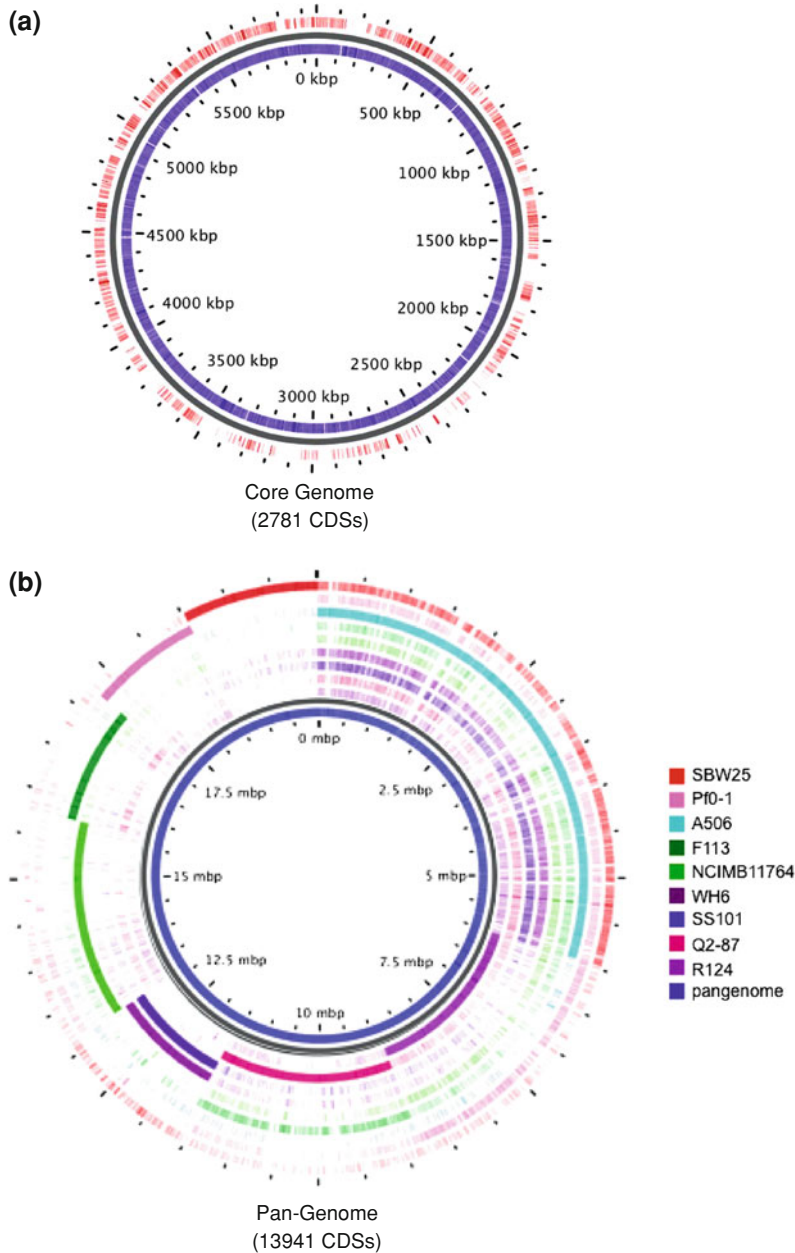 (a)
0 kbp
500 kbp
1000 kbp
1500 kbp
2000 kbp
2500 kbp
3000 kbp
3500 kbp
4000 kbp
4500 kbp
5000 kbp
5500 kbp
Core Genome
(2781 CDSs)
(b)
0 mbp
2.5 mbp
5 mbp
7.5 mbp
10 mbp
12.5 mbp
15 mbp
17.5 mbp
SBW25
Pf0-1
A506
F113
NCIMB11764
WH6
SS101
Q2-87
R124
pangenome
Pan-Genome
(13941 CDSs)